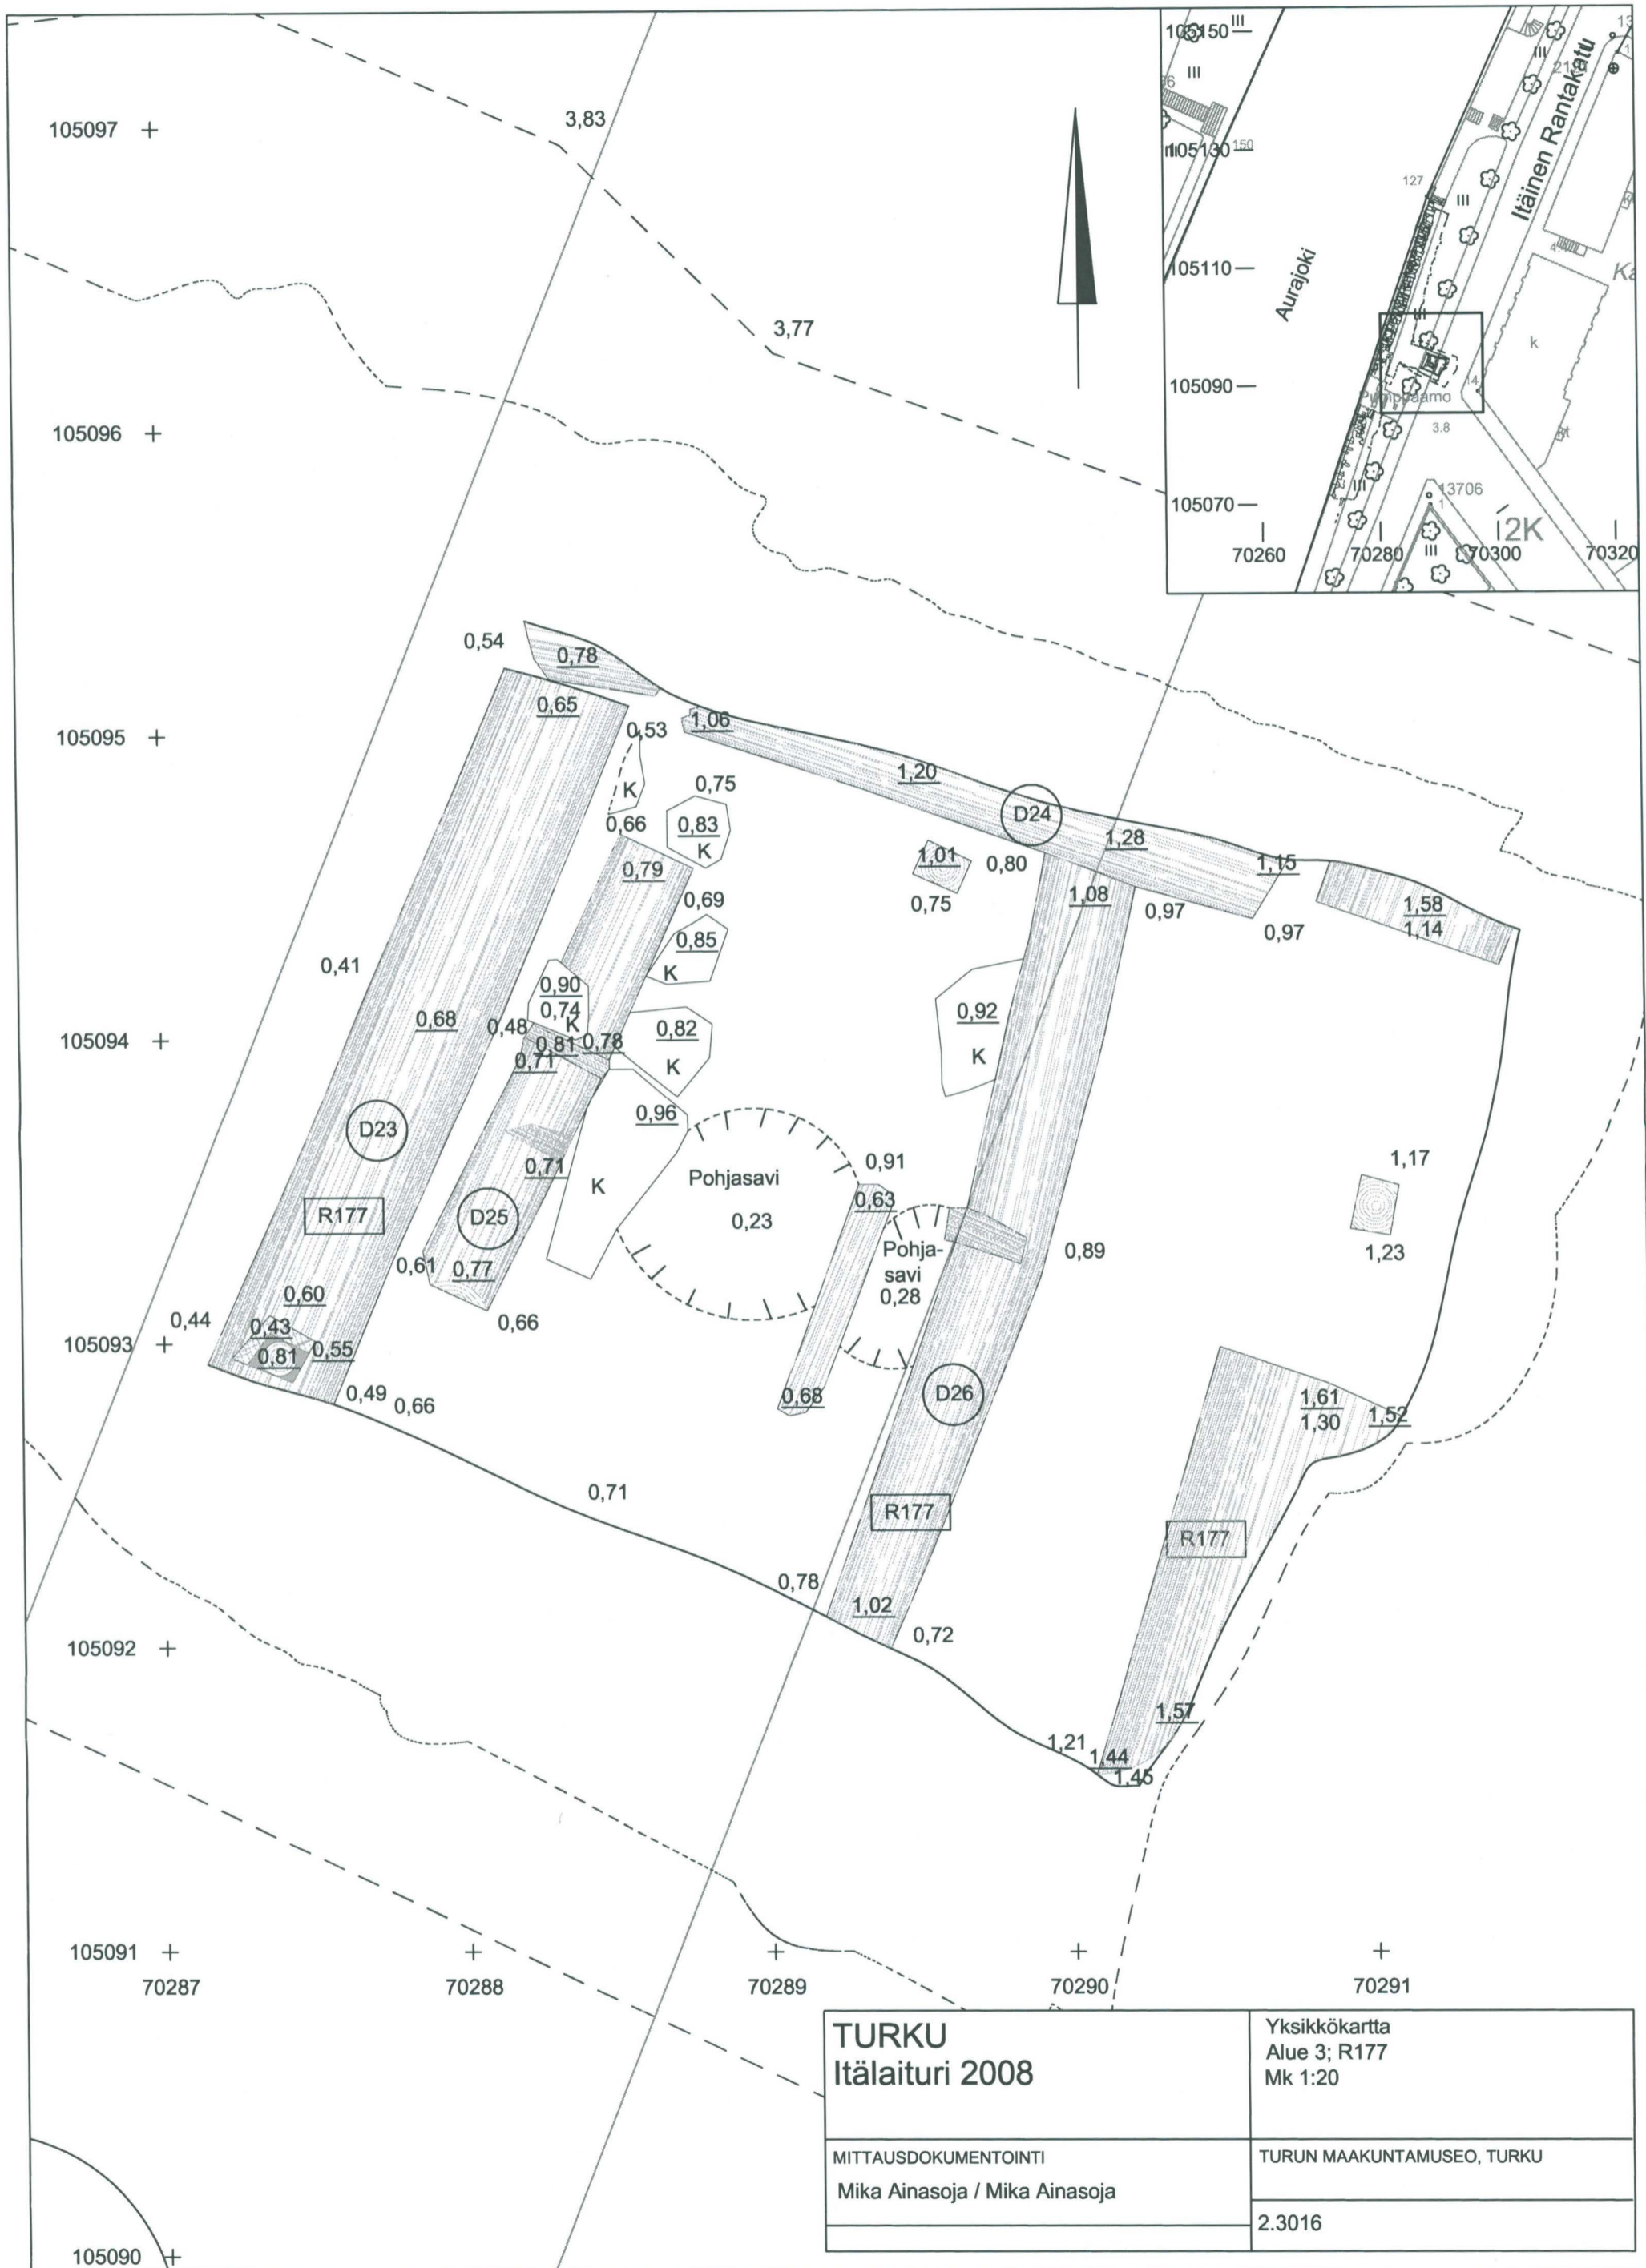 105097
105096
105095
105094
105093
105092
105091
105090
70287
70288
70289
70290
70291
3,83
3,77
105150
III
III
105130
150
105110
105090
105070
70260
70280
70300
70320
Aurajoki
Itäinen Rantakatu
III
127
III
III
k
14
3.8
III
13706
1
2K
III
0,54
0,78
0,65
0,53
1,06
K
0,75
1,20
0,66
0,83
K
D24
1,28
1,15
0,79
1,01
0,80
1,08
0,69
0,75
0,97
1,58
1,14
0,97
0,85
K
0,41
0,90
0,74
K
0,92
K
0,68
0,48
0,81
0,78
0,82
K
0,71
0,96
D23
0,71
K
Pohjasavi
0,23
0,91
0,63
1,17
R177
D25
Pohja-
savi
0,28
0,89
1,23
0,61
0,77
0,60
0,66
0,44
0,43
0,81
0,55
0,49
0,66
0,68
D26
1,61
1,30
1,52
0,71
R177
R177
0,78
1,02
0,72
1,57
1,21
1,44
1,45
TURKU
Itälaituri 2008
Yksikkökartta
Alue 3; R177
Mk 1:20
MITTAUSDOKUMENTOINTI
Mika Ainasoja / Mika Ainasoja
TURUN MAAKUNTAMUSEO, TURKU
2.3016